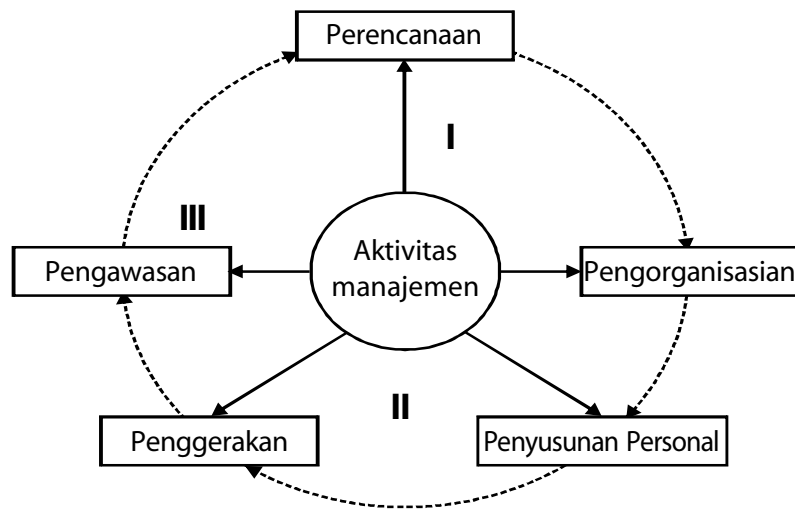 Perencanaan
I
III
Aktivitas
manajemen
Pengawasan
Pengorganisasian
II
Penggerakan
Penyusunan Personal